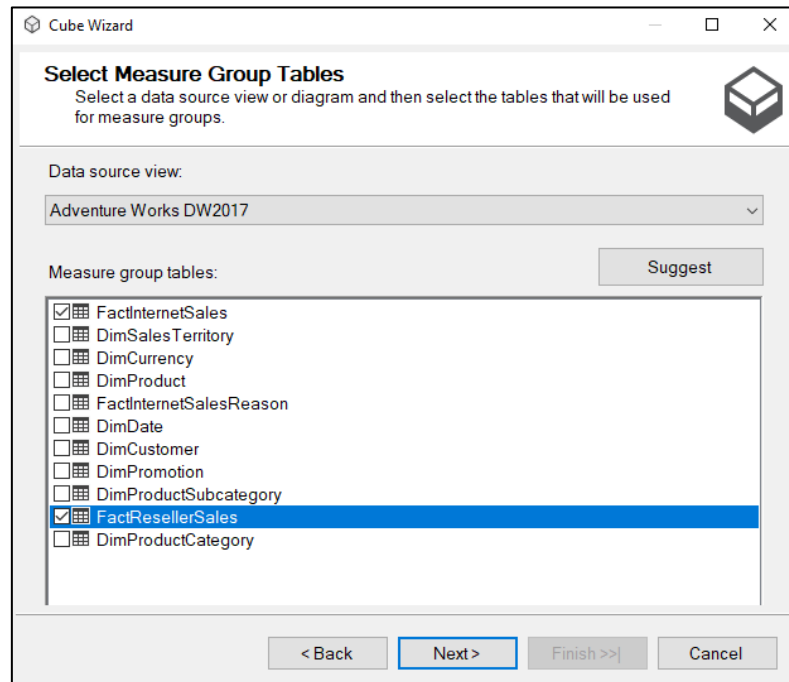 Cube Wizard
Select Measure Group Tables
Select a data source view or diagram and then select the tables that will be used
for measure groups.
Data source view:
Adventure Works DW2017
Measure group tables:
Suggest
FactInternetSales
DimSalesTerritory
DimCurrency
DimProduct
FactInternetSalesReason
DimDate
DimCustomer
DimPromotion
DimProductSubcategory
FactResellerSales
DimProductCategory
< Back
Next >
Finish >>|
Cancel